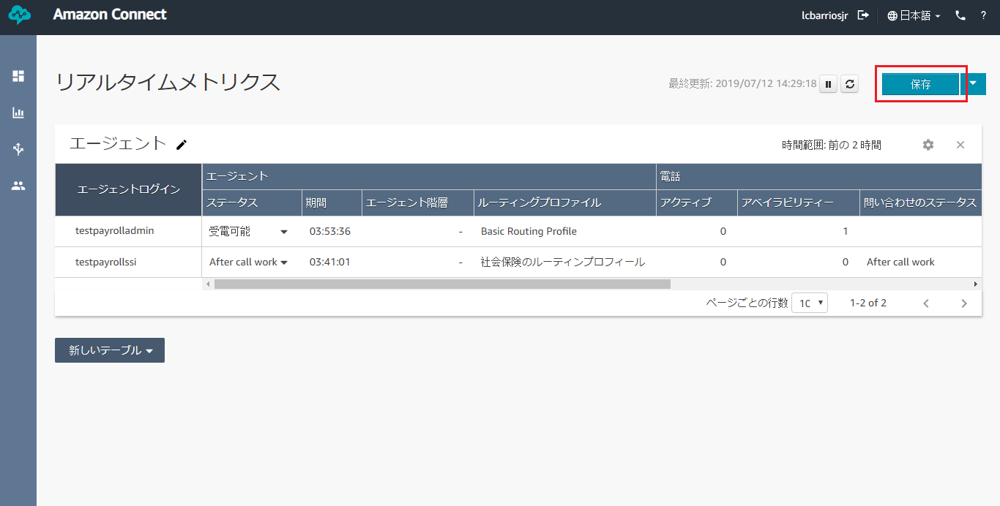 Amazon Connect
lcbarriosjr 日本語 ?
リアルタイムメトリクス
最終更新: 2019/07/12 14:29:18
保存
エージェント
時間範囲: 前の 2 時間
エージェントログイン エージェント 電話
ステータス 期間 エージェント階層 ルーティングプロファイル アクティブ アベイラビリティー 問い合わせのステータス
testpayrolladmin 受電可能 03:53:36 - Basic Routing Profile 0 1
testpayrollssi After call work 03:41:01 - 社会保険のルーティンプロフィール 0 0 After call work
ページごとの行数 10 1-2 of 2
新しいテーブル